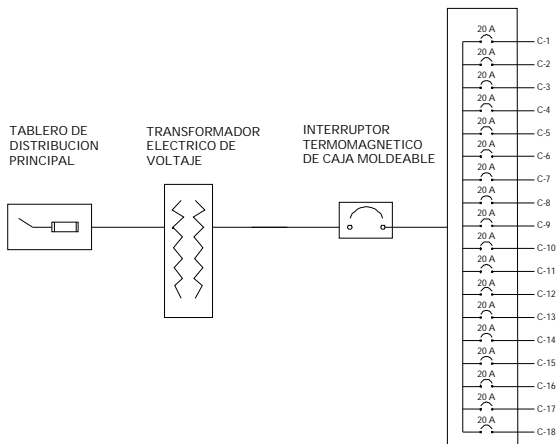 TABLERO DE
DISTRIBUCION
PRINCIPAL
TRANSFORMADOR
ELECTRICO DE
VOLTAJE
INTERRUPTOR
TERMOMAGNETICO
DE CAJA MOLDEABLE
20 A
C-1
20 A
C-2
20 A
C-3
20 A
C-4
20 A
C-5
20 A
C-6
20 A
C-7
20 A
C-8
20 A
C-9
20 A
C-10
20 A
C-11
20 A
C-12
20 A
C-13
20 A
C-14
20 A
C-15
20 A
C-16
20 A
C-17
20 A
C-18